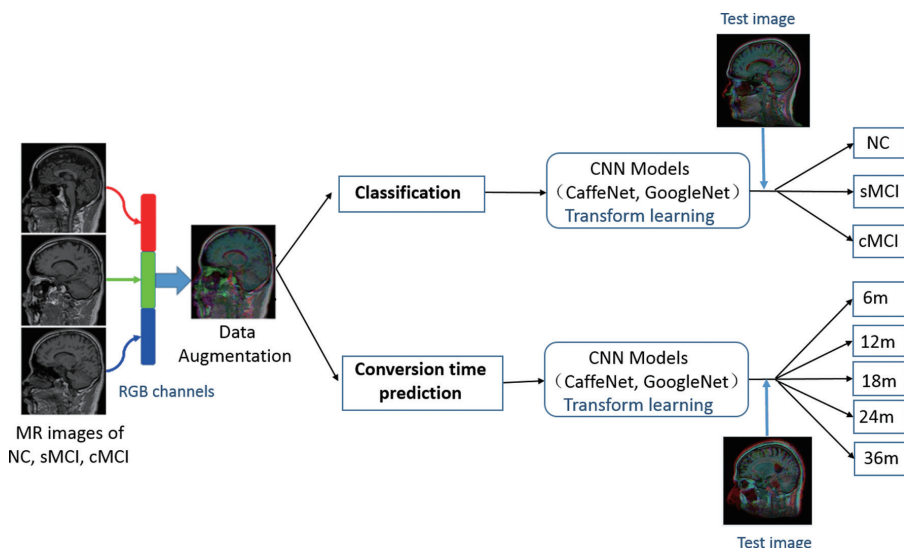 Test image
NC
CNN Models
（CaffeNet, GoogleNet）
Transform learning
Classification
sMCI
cMCI
RGB channels
Data
Augmentation
MR images of
NC, sMCI, cMCI
Conversion time
prediction
CNN Models
（CaffeNet, GoogleNet）
Transform learning
6m
12m
18m
24m
36m
Test image